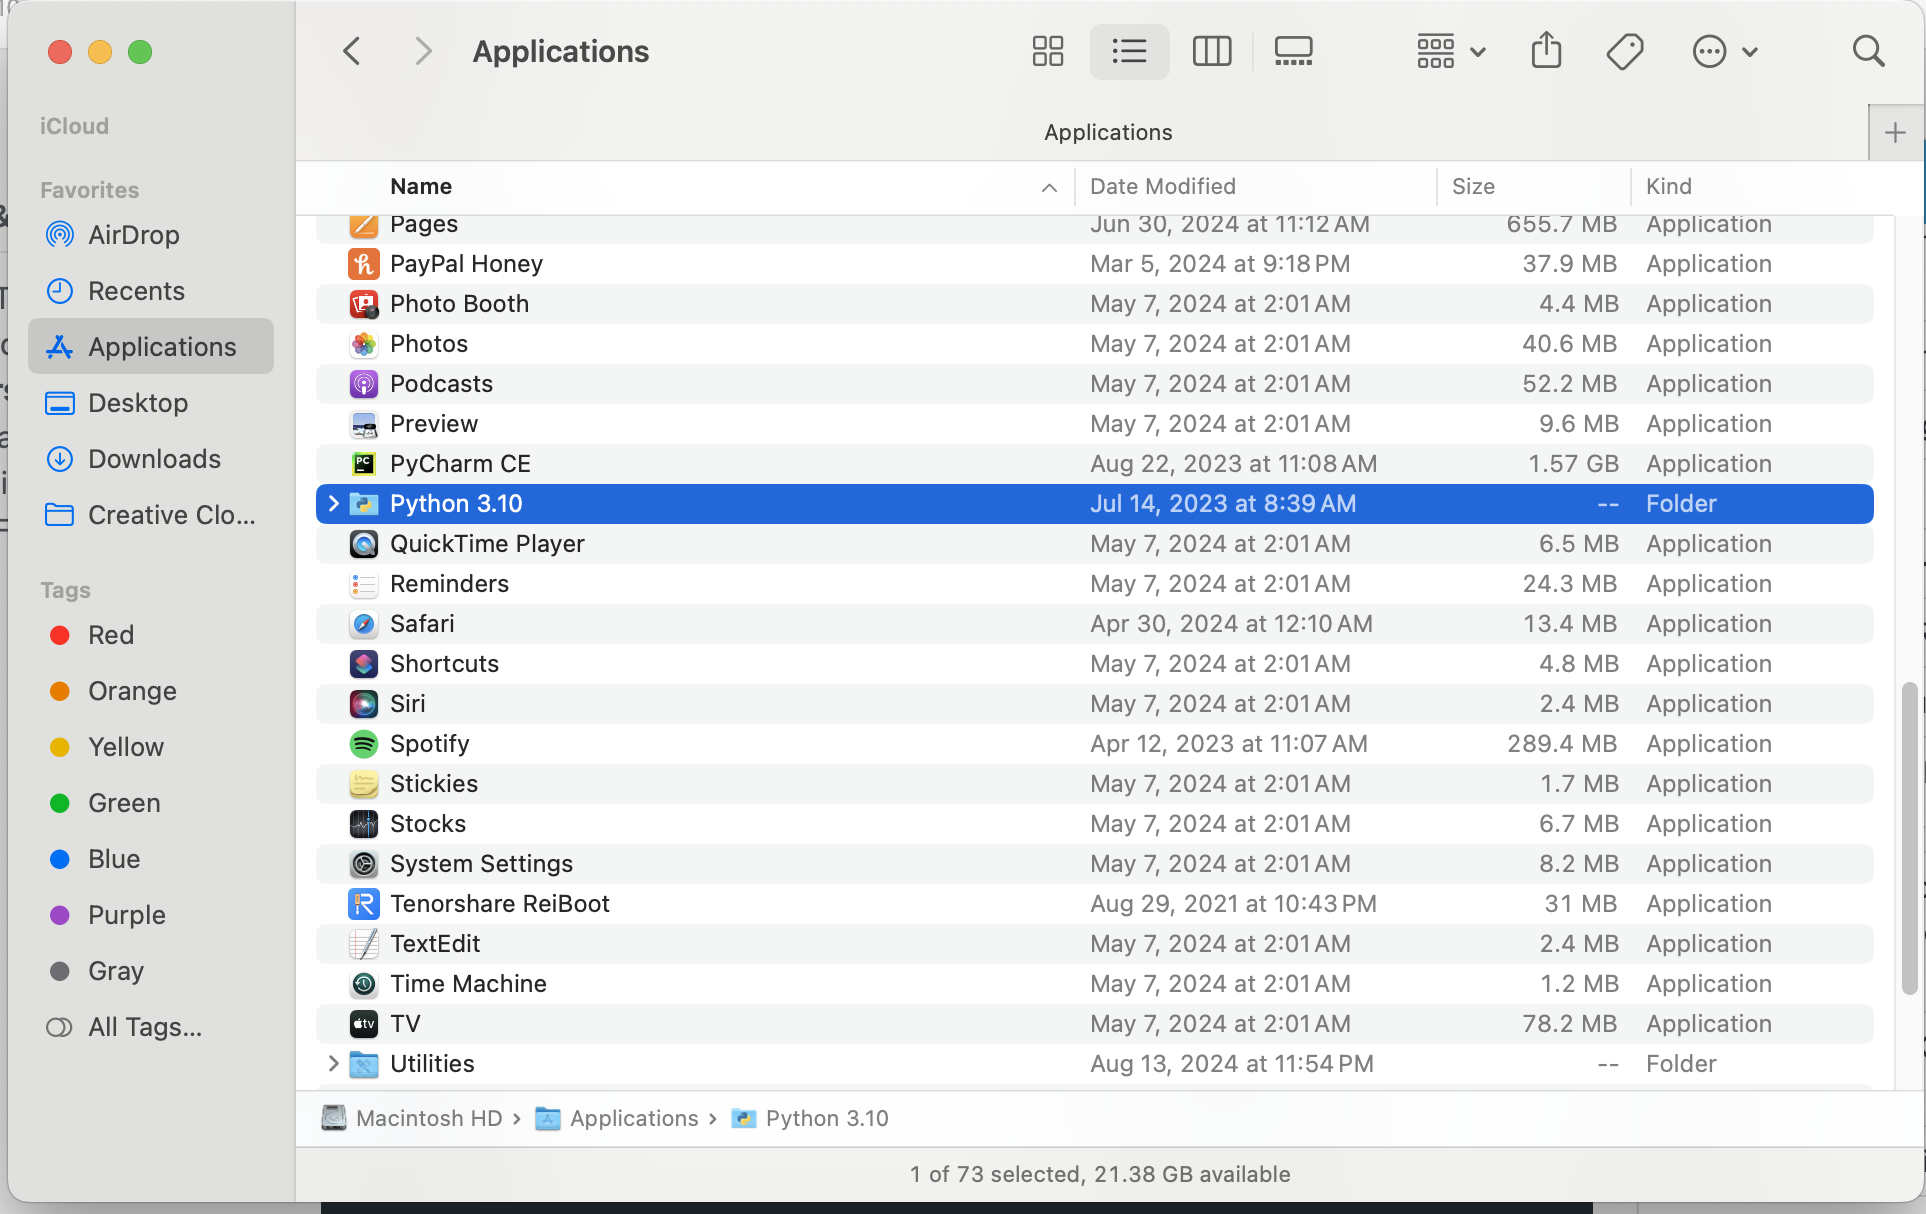 Applications
iCloud
Favorites
AirDrop
Recents
Applications
Desktop
Downloads
Creative Clo...
Tags
Red
Orange
Yellow
Green
Blue
Purple
Gray
All Tags...
Applications
Name Date Modified Size Kind
Pages Jun 30, 2024 at 11:12 AM 655.7 MB Application
PayPal Honey Mar 5, 2024 at 9:18 PM 37.9 MB Application
Photo Booth May 7, 2024 at 2:01 AM 4.4 MB Application
Photos May 7, 2024 at 2:01 AM 40.6 MB Application
Podcasts May 7, 2024 at 2:01 AM 52.2 MB Application
Preview May 7, 2024 at 2:01 AM 9.6 MB Application
PyCharm CE Aug 22, 2023 at 11:08 AM 1.57 GB Application
Python 3.10 Jul 14, 2023 at 8:39 AM -- Folder
QuickTime Player May 7, 2024 at 2:01 AM 6.5 MB Application
Reminders May 7, 2024 at 2:01 AM 24.3 MB Application
Safari Apr 30, 2024 at 12:10 AM 13.4 MB Application
Shortcuts May 7, 2024 at 2:01 AM 4.8 MB Application
Siri May 7, 2024 at 2:01 AM 2.4 MB Application
Spotify Apr 12, 2023 at 11:07 AM 289.4 MB Application
Stickies May 7, 2024 at 2:01 AM 1.7 MB Application
Stocks May 7, 2024 at 2:01 AM 6.7 MB Application
System Settings May 7, 2024 at 2:01 AM 8.2 MB Application
Tenorshare ReiBoot Aug 29, 2021 at 10:43 PM 31 MB Application
TextEdit May 7, 2024 at 2:01 AM 2.4 MB Application
Time Machine May 7, 2024 at 2:01 AM 1.2 MB Application
TV May 7, 2024 at 2:01 AM 78.2 MB Application
Utilities Aug 13, 2024 at 11:54 PM -- Folder
Macintosh HD › Applications › Python 3.10
1 of 73 selected, 21.38 GB available